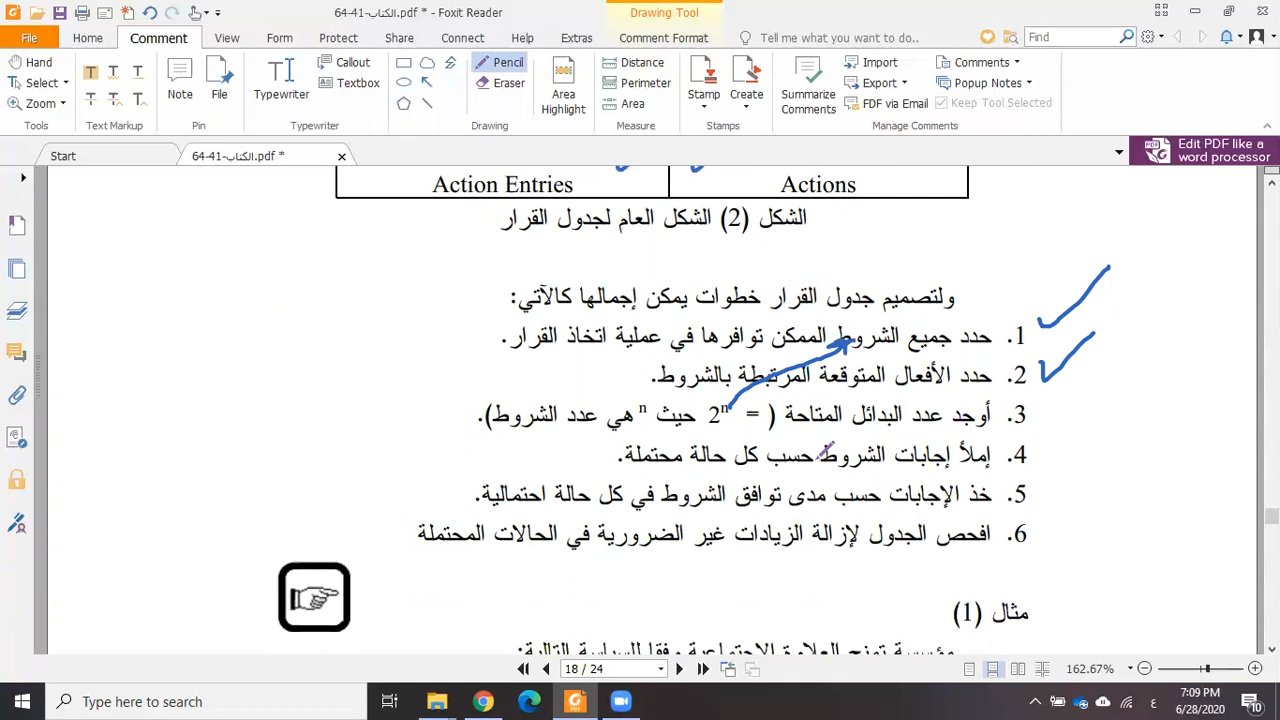 الكتاب-41-64.pdf * - Foxit Reader
Drawing Tool
File Home Comment View Form Protect Share Connect Help Extras Comment Format Tell me what you want to do... Find
Hand
Select
Zoom
Tools
Text Markup
Note
File
Pin
Typewriter
Callout
Textbox
Typewriter
Pencil
Eraser
Drawing
Area Highlight
Distance
Perimeter
Area
Measure
Stamp
Create
Stamps
Summarize Comments
Import
Export
FDF via Email
Comments
Popup Notes
Keep Tool Selected
Manage Comments
Start
الكتاب-41-64.pdf *
Edit PDF like a word processor
Action Entries Actions
الشكل (2) الشكل العام لجدول القرار
ولتصميم جدول القرار خطوات يمكن إجمالها كالآتي:
1. حدد جميع الشروط الممكن توافرها في عملية اتخاذ القرار.
2. حدد الأفعال المتوقعة المرتبطة بالشروط.
3. أوجد عدد البدائل المتاحة ( = 2ⁿ حيث ⁿ هي عدد الشروط).
4. إملأ إجابات الشروط حسب كل حالة محتملة.
5. خذ الإجابات حسب مدى توافق الشروط في كل حالة احتمالية.
6. افحص الجدول لإزالة الزيادات غير الضرورية في الحالات المحتملة
مثال (1)
مؤسسة تمنح العلاوة الاجتماعية وفقا للسياسة التالية:
18 / 24
162.67%
Type here to search
ع
7:09 PM
6/28/2020
10